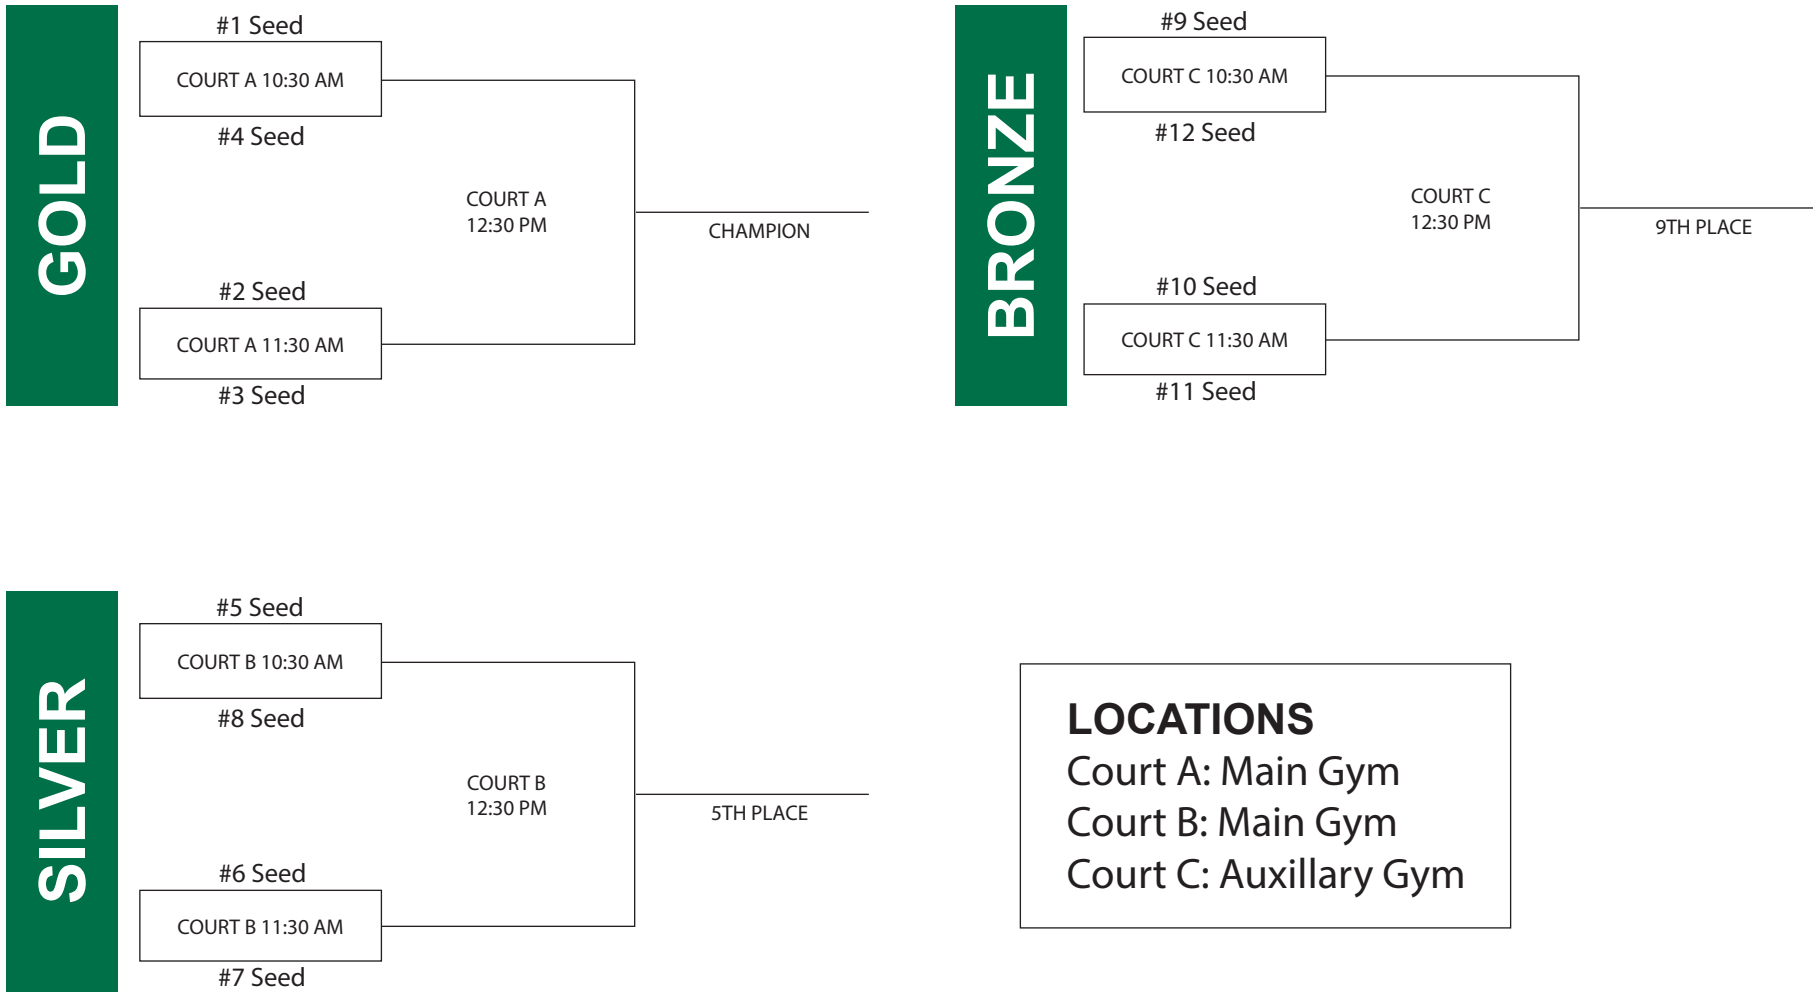 GOLD
#1 Seed
COURT A 10:30 AM
#4 Seed
COURT A
12:30 PM
CHAMPION
#2 Seed
COURT A 11:30 AM
#3 Seed
BRONZE
#9 Seed
COURT C 10:30 AM
#12 Seed
COURT C
12:30 PM
9TH PLACE
#10 Seed
COURT C 11:30 AM
#11 Seed
SILVER
#5 Seed
COURT B 10:30 AM
#8 Seed
COURT B
12:30 PM
5TH PLACE
#6 Seed
COURT B 11:30 AM
#7 Seed
LOCATIONS
Court A: Main Gym
Court B: Main Gym
Court C: Auxillary Gym